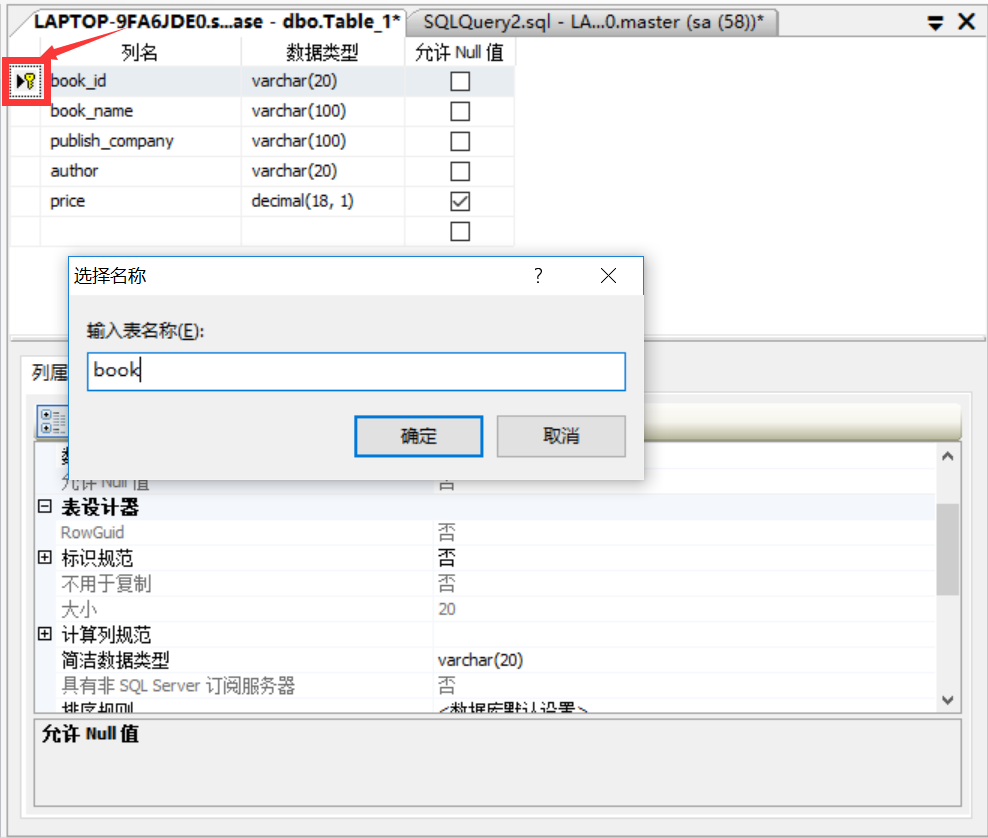 LAPTOP-9FA6JDE0.s...ase - dbo.Table_1*
SQLQuery2.sql - LA...0.master (sa (58))*
列名 数据类型 允许 Null 值
book_id varchar(20)
book_name varchar(100)
publish_company varchar(100)
author varchar(20)
price decimal(18, 1)
选择名称
输入表名称(E):
book
确定 取消
列属
允许 Null 值 否
表设计器
RowGuid 否
标识规范 否
不用于复制 否
大小 20
计算列规范
简洁数据类型 varchar(20)
具有非 SQL Server 订阅服务器 否
排序规则 <数据库默认设置>
允许 Null 值